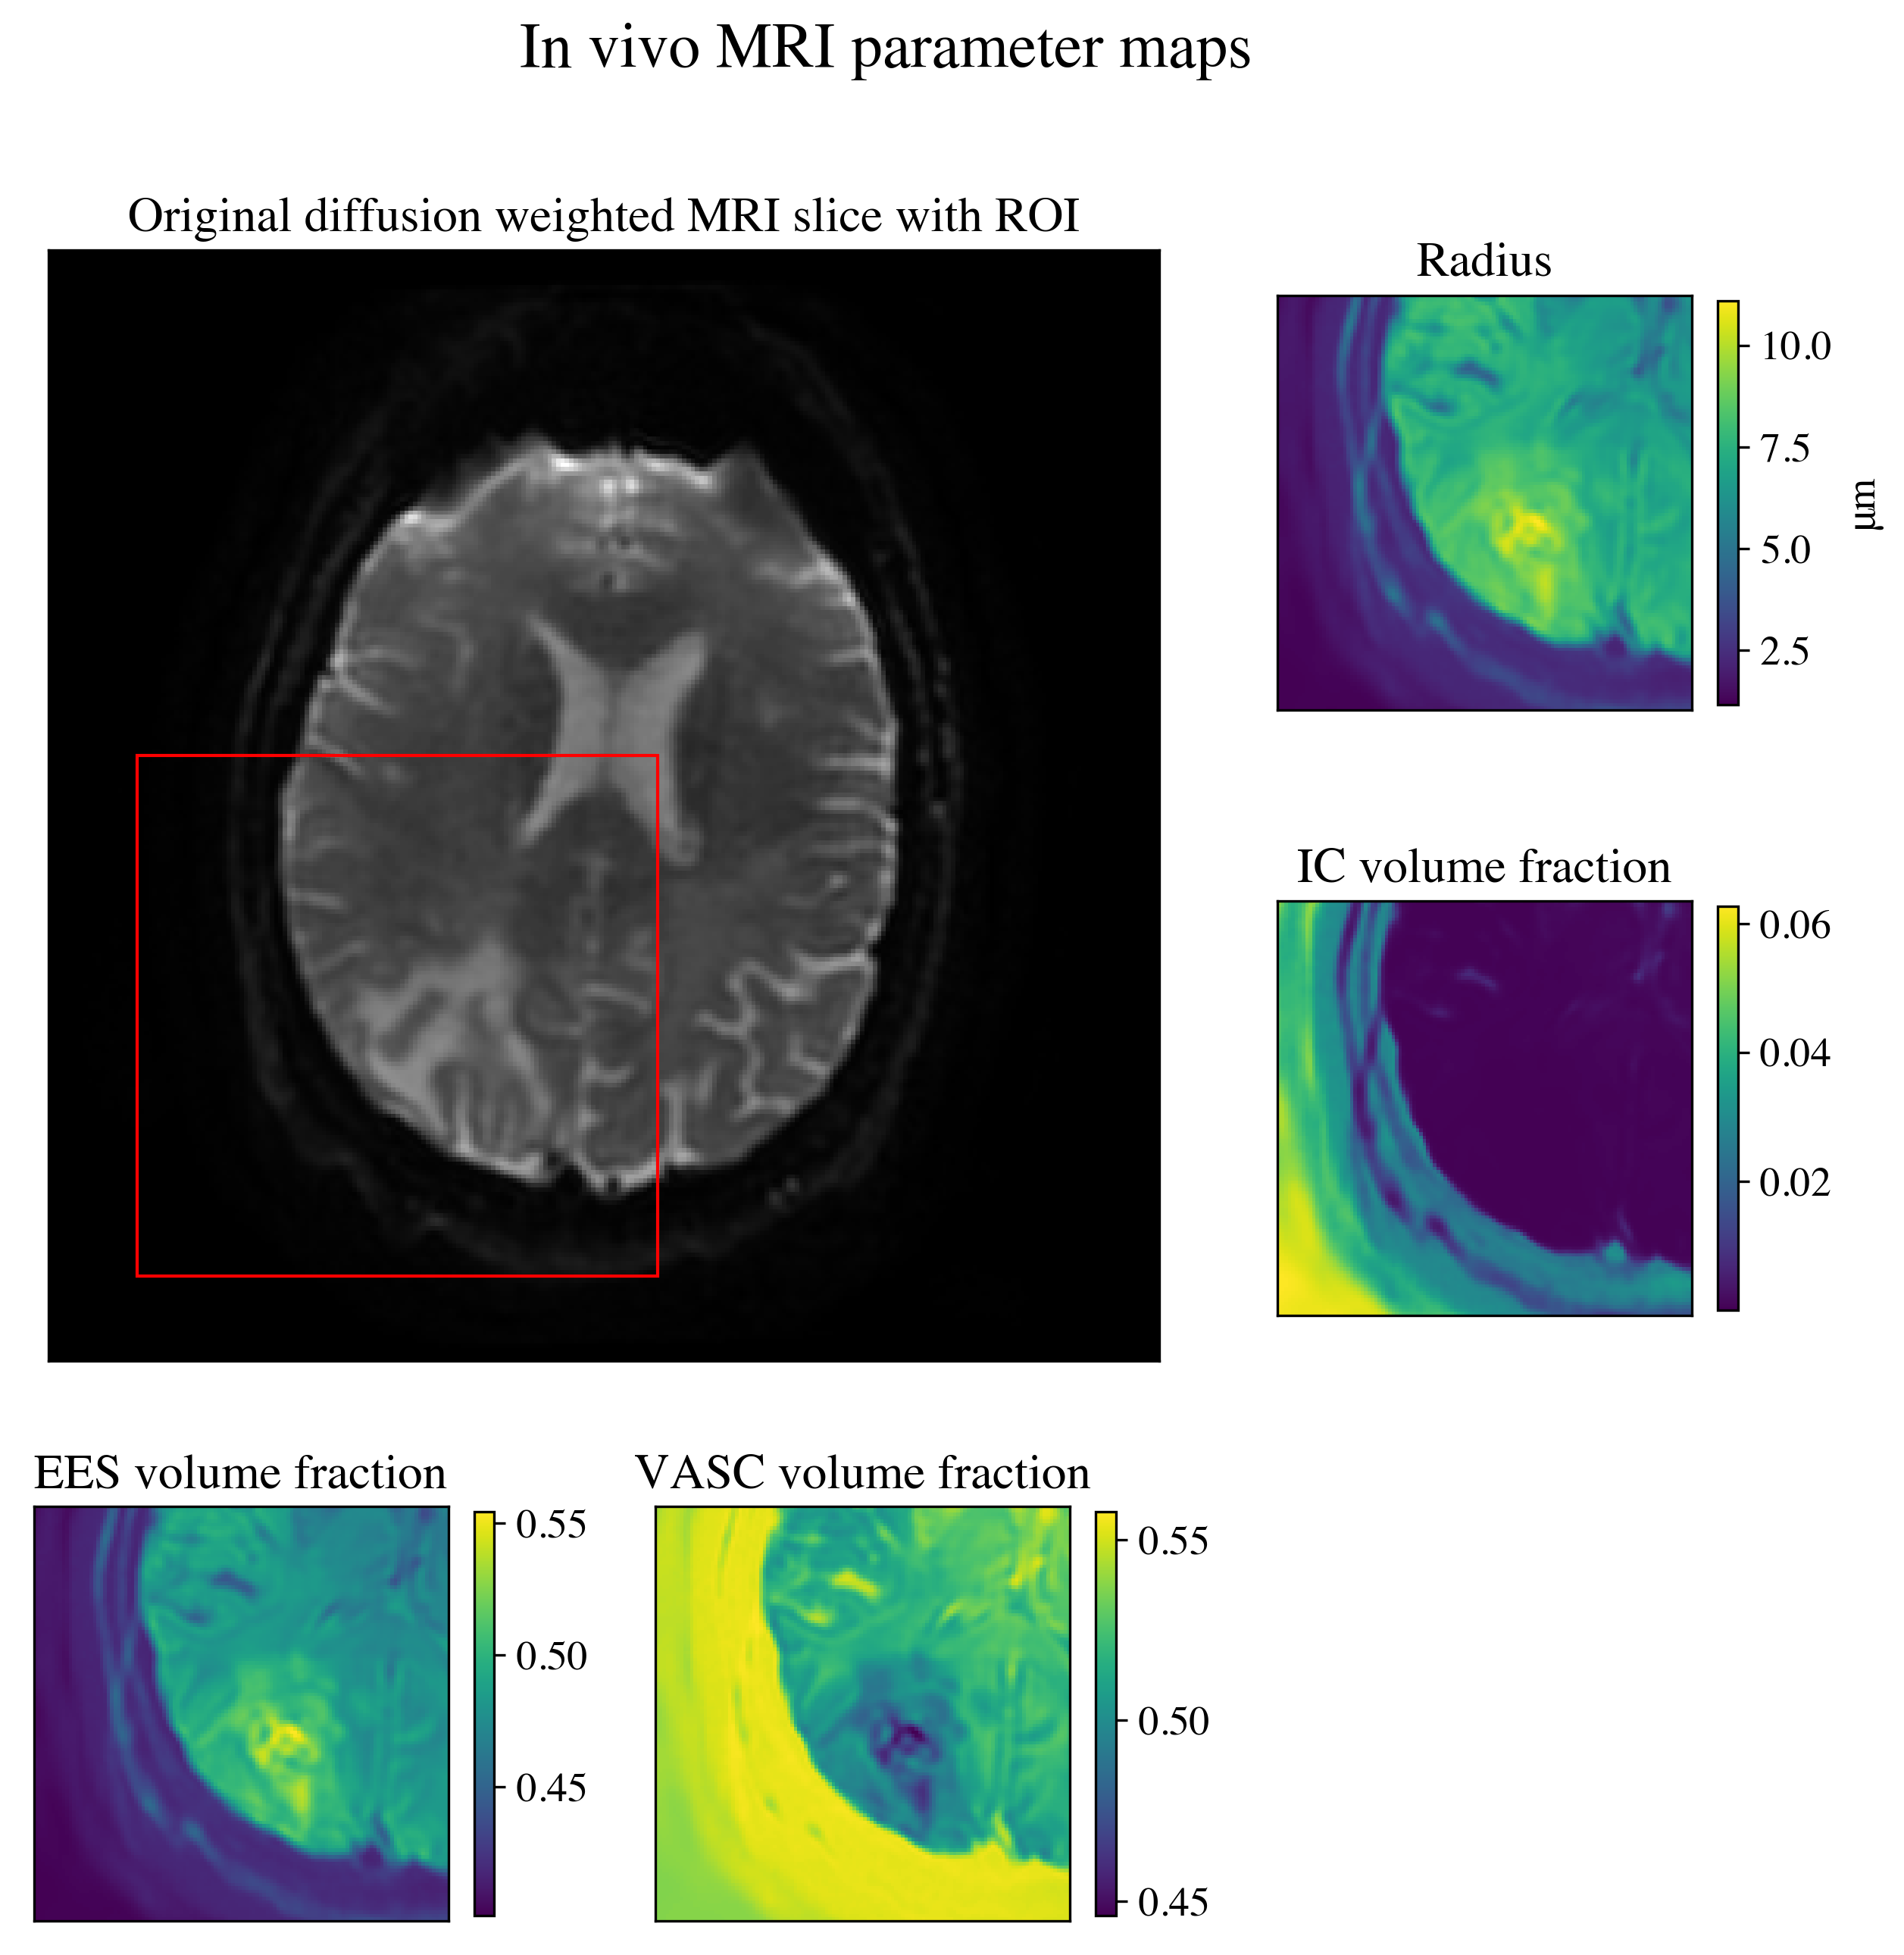 In vivo MRI parameter maps
Original diffusion weighted MRI slice with ROI
Radius
10.0
7.5
5.0
2.5
µm
IC volume fraction
0.06
0.04
0.02
EES volume fraction
0.55
0.50
0.45
VASC volume fraction
0.55
0.50
0.45